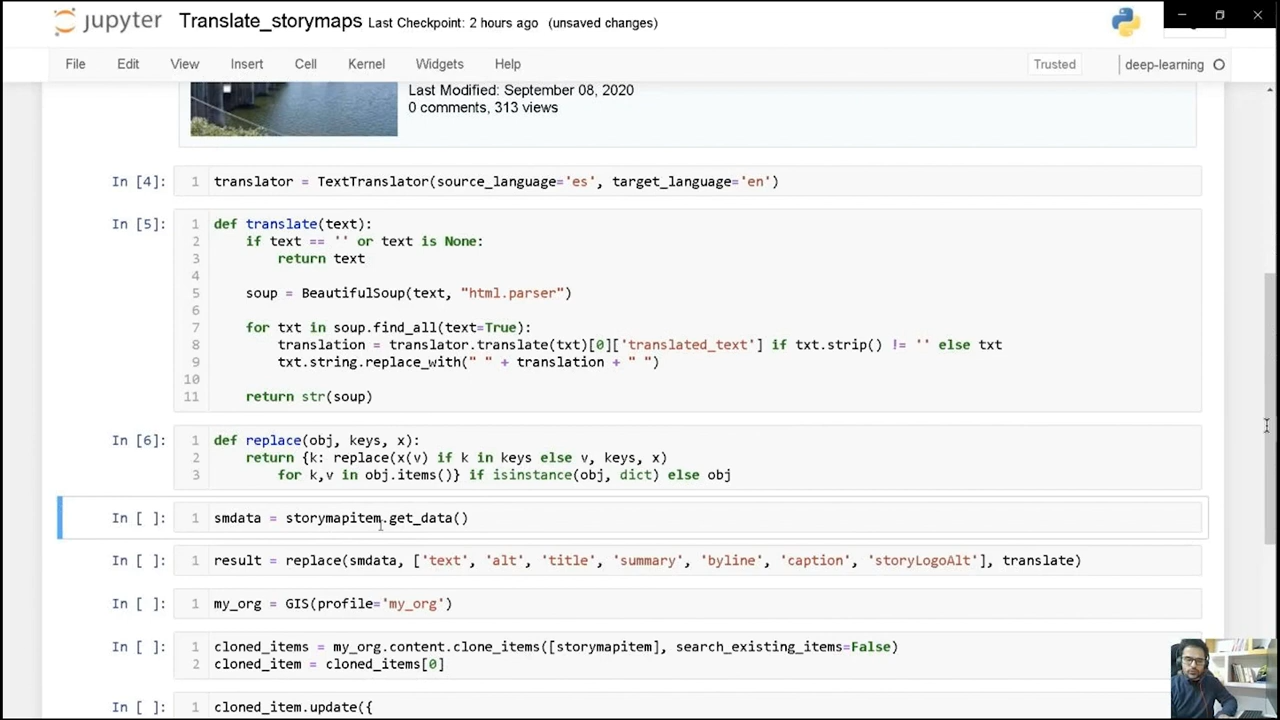 jupyter Translate_storymaps Last Checkpoint: 2 hours ago (unsaved changes)
File Edit View Insert Cell Kernel Widgets Help Trusted deep-learning
Last Modified: September 08, 2020
0 comments, 313 views
In [4]: 1 translator = TextTranslator(source_language='es', target_language='en')
In [5]: 1 def translate(text):
2 if text == '' or text is None:
3 return text
4
5 soup = BeautifulSoup(text, "html.parser")
6
7 for txt in soup.find_all(text=True):
8 translation = translator.translate(txt)[0]['translated_text'] if txt.strip() != '' else txt
9 txt.string.replace_with(" " + translation + " ")
10
11 return str(soup)
In [6]: 1 def replace(obj, keys, x):
2 return {k: replace(x(v) if k in keys else v, keys, x)
3 for k,v in obj.items()} if isinstance(obj, dict) else obj
In [ ]: 1 smdata = storymapitem.get_data()
In [ ]: 1 result = replace(smdata, ['text', 'alt', 'title', 'summary', 'byline', 'caption', 'storyLogoAlt'], translate)
In [ ]: 1 my_org = GIS(profile='my_org')
In [ ]: 1 cloned_items = my_org.content.clone_items([storymapitem], search_existing_items=False)
2 cloned_item = cloned_items[0]
In [ ]: 1 cloned_item.update({